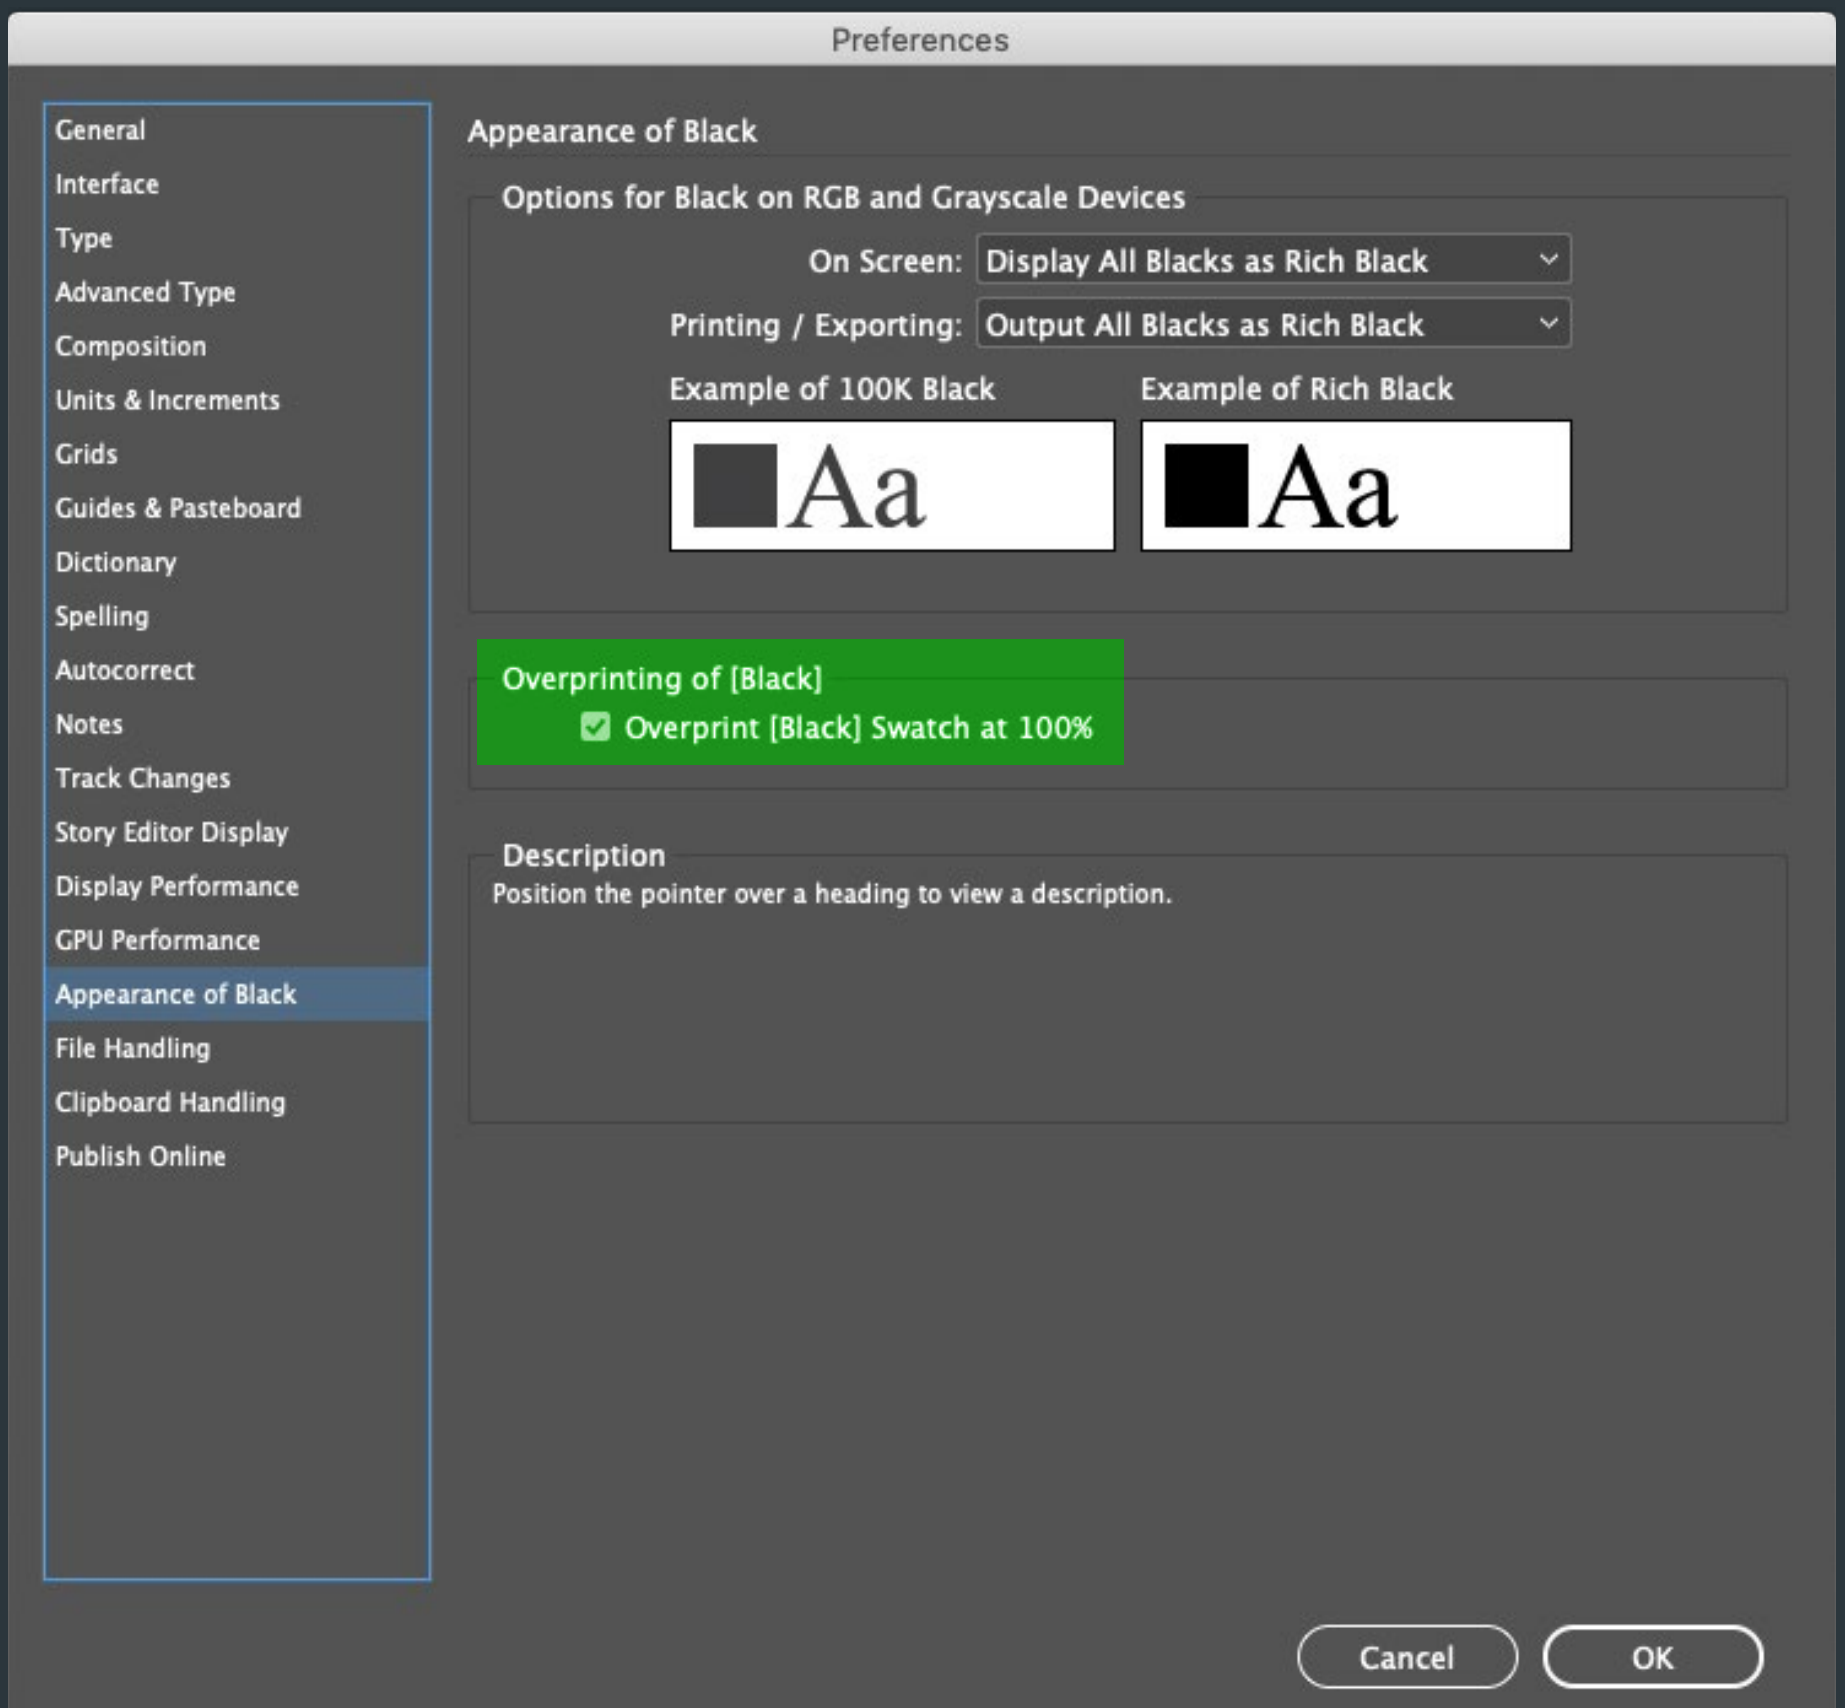 Preferences
General
Interface
Type
Advanced Type
Composition
Units & Increments
Grids
Guides & Pasteboard
Dictionary
Spelling
Autocorrect
Notes
Track Changes
Story Editor Display
Display Performance
GPU Performance
Appearance of Black
File Handling
Clipboard Handling
Publish Online
Appearance of Black
Options for Black on RGB and Grayscale Devices
On Screen: Display All Blacks as Rich Black
Printing / Exporting: Output All Blacks as Rich Black
Example of 100K Black Example of Rich Black
Aa Aa
Overprinting of [Black]
Overprint [Black] Swatch at 100%
Description
Position the pointer over a heading to view a description.
Cancel OK